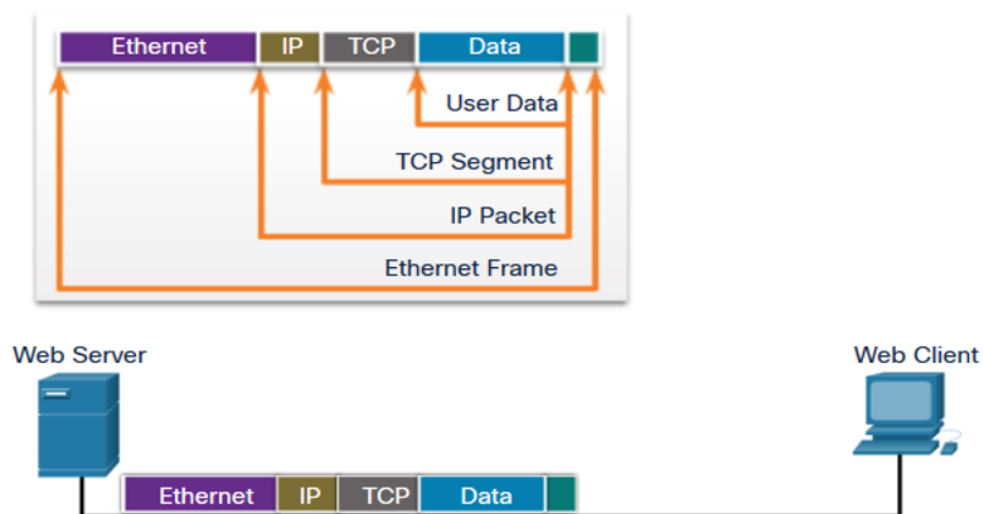 Ethernet IP TCP Data
User Data
TCP Segment
IP Packet
Ethernet Frame
Web Server Web Client
Ethernet IP TCP Data